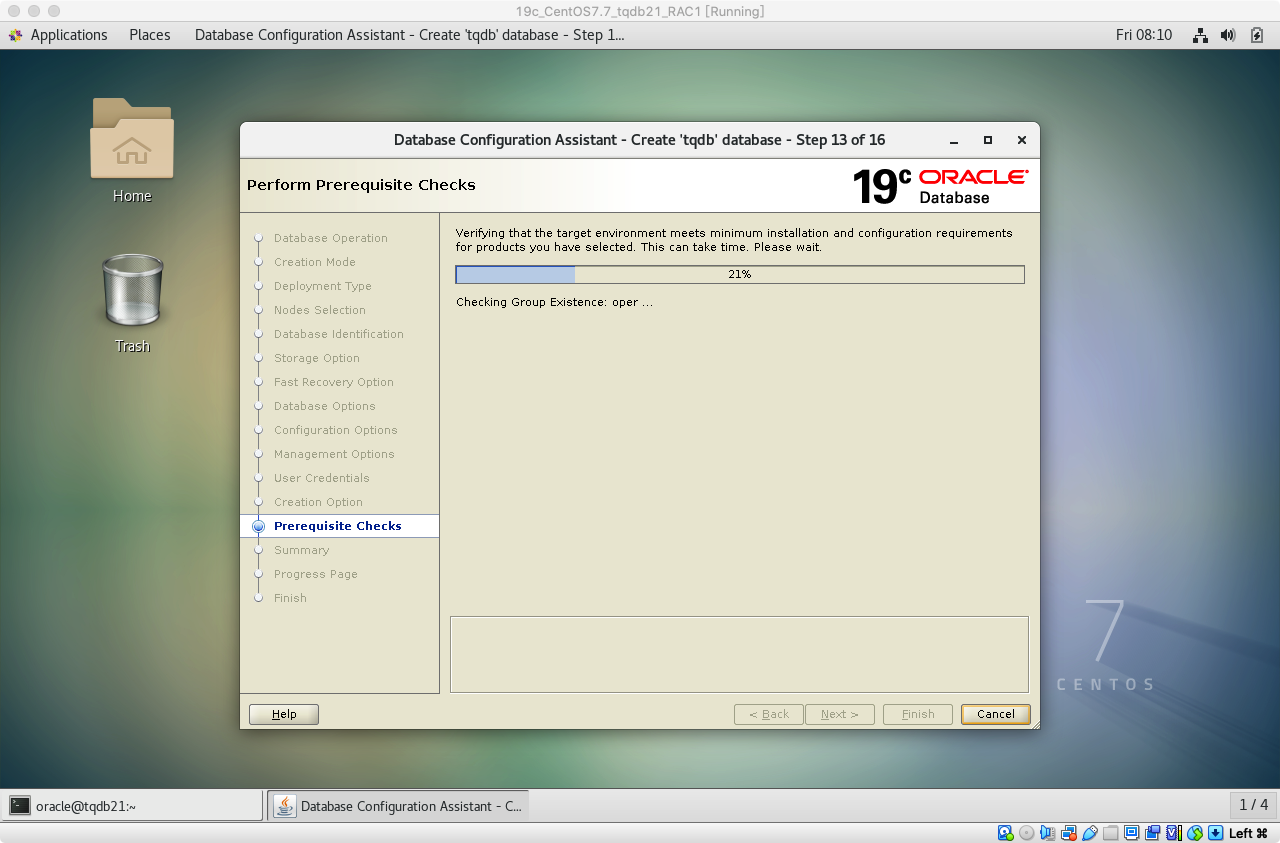 19c_CentOS7.7_tqdb21_RAC1 [Running]
Applications Places Database Configuration Assistant - Create 'tqdb' database - Step 1... Fri 08:10
Home
Trash
Database Configuration Assistant - Create 'tqdb' database - Step 13 of 16
Perform Prerequisite Checks
19c ORACLE
Database
Database Operation
Creation Mode
Deployment Type
Nodes Selection
Database Identification
Storage Option
Fast Recovery Option
Database Options
Configuration Options
Management Options
User Credentials
Creation Option
Prerequisite Checks
Summary
Progress Page
Finish
Verifying that the target environment meets minimum installation and configuration requirements
for products you have selected. This can take time. Please wait.
21%
Checking Group Existence: oper ...
Help < Back Next > Finish Cancel
7
CENTOS
oracle@tqdb21:~ Database Configuration Assistant - C... 1 / 4
Left ⌘